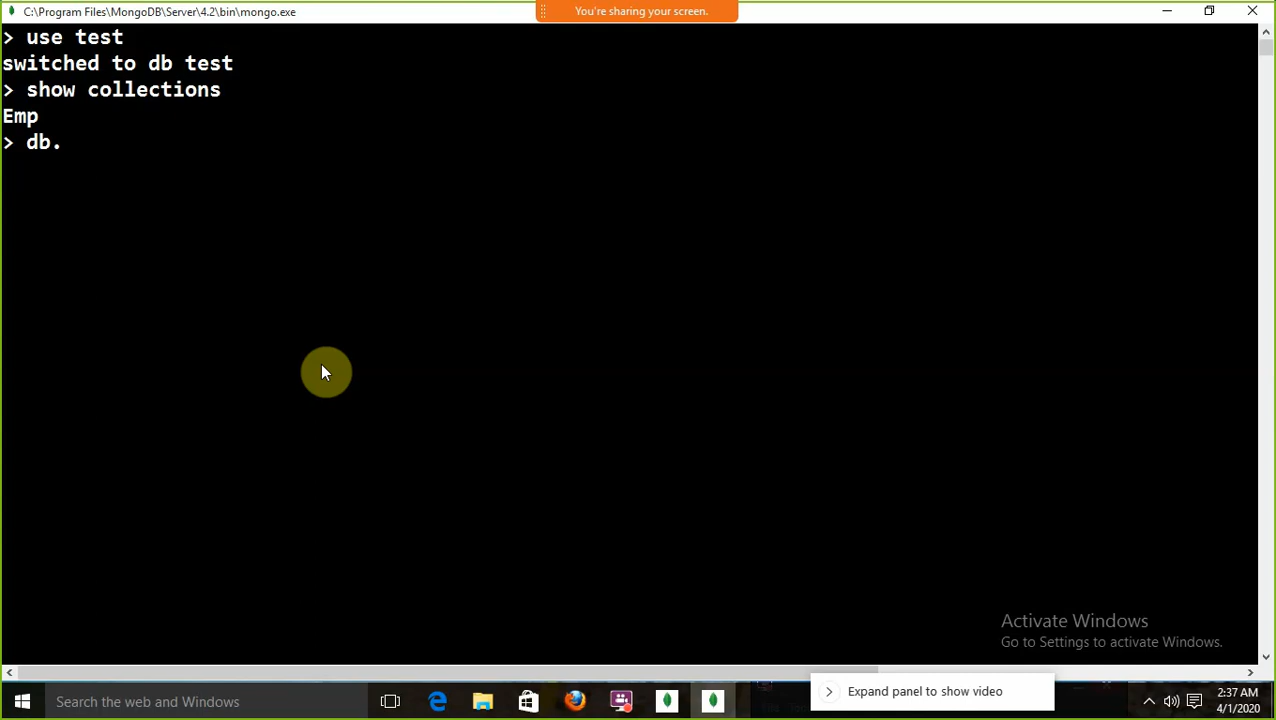 C:\Program Files\MongoDB\Server\4.2\bin\mongo.exe
You're sharing your screen.
> use test
switched to db test
> show collections
Emp
> db.
Activate Windows
Go to Settings to activate Windows.
Expand panel to show video
Search the web and Windows
2:37 AM
4/1/2020